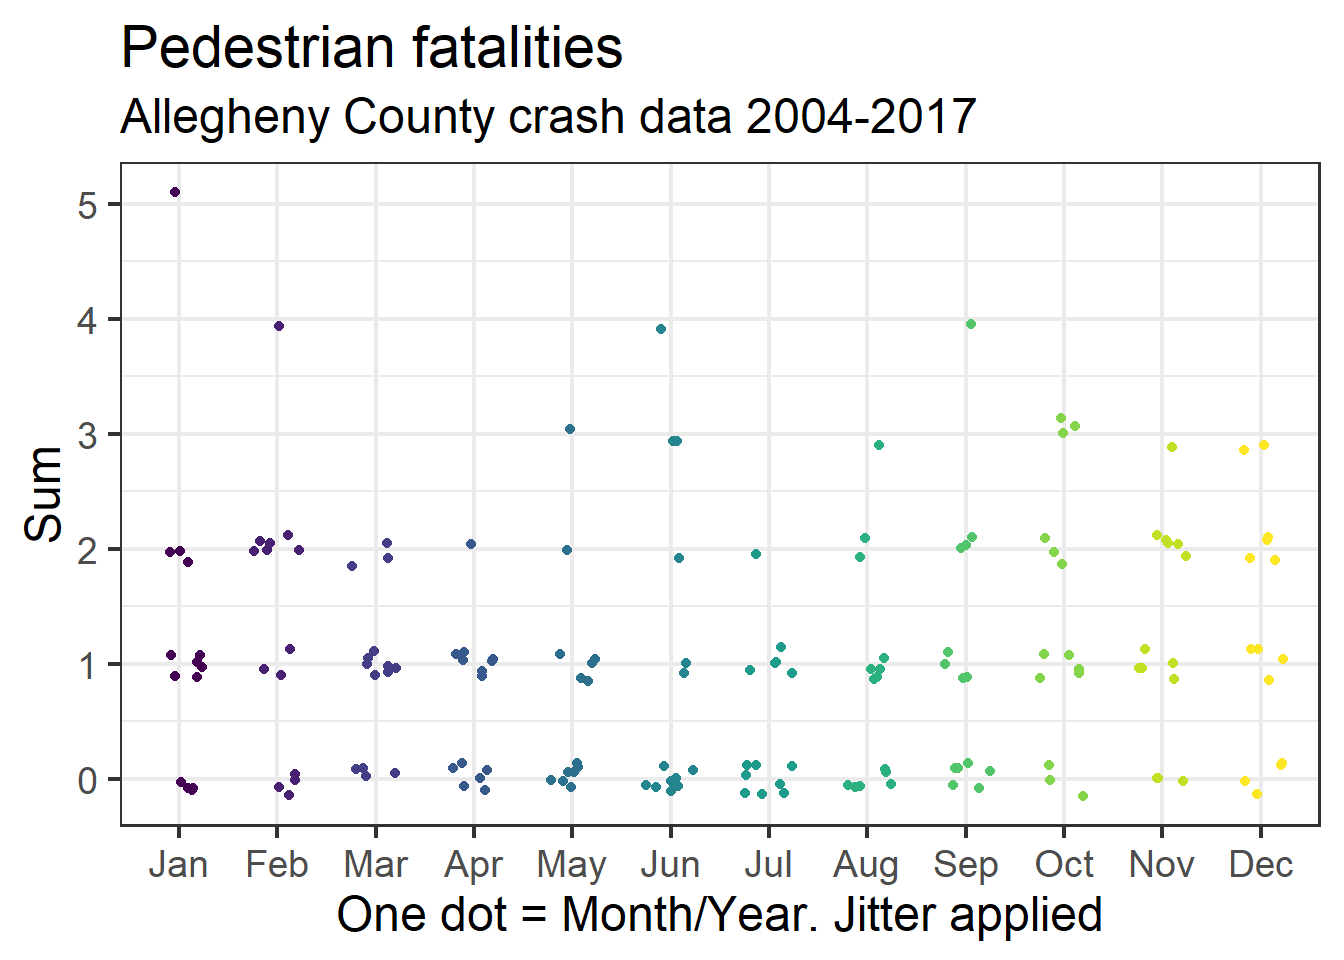 Pedestrian fatalities
Allegheny County crash data 2004-2017
5
4
3
2
1
0
Sum
Jan Feb Mar Apr May Jun Jul Aug Sep Oct Nov Dec
One dot = Month/Year. Jitter applied